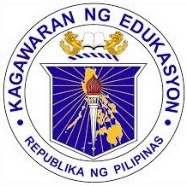 KAGAWARAN NG EDUKASYON
REPUBLIKA NG PILIPINAS